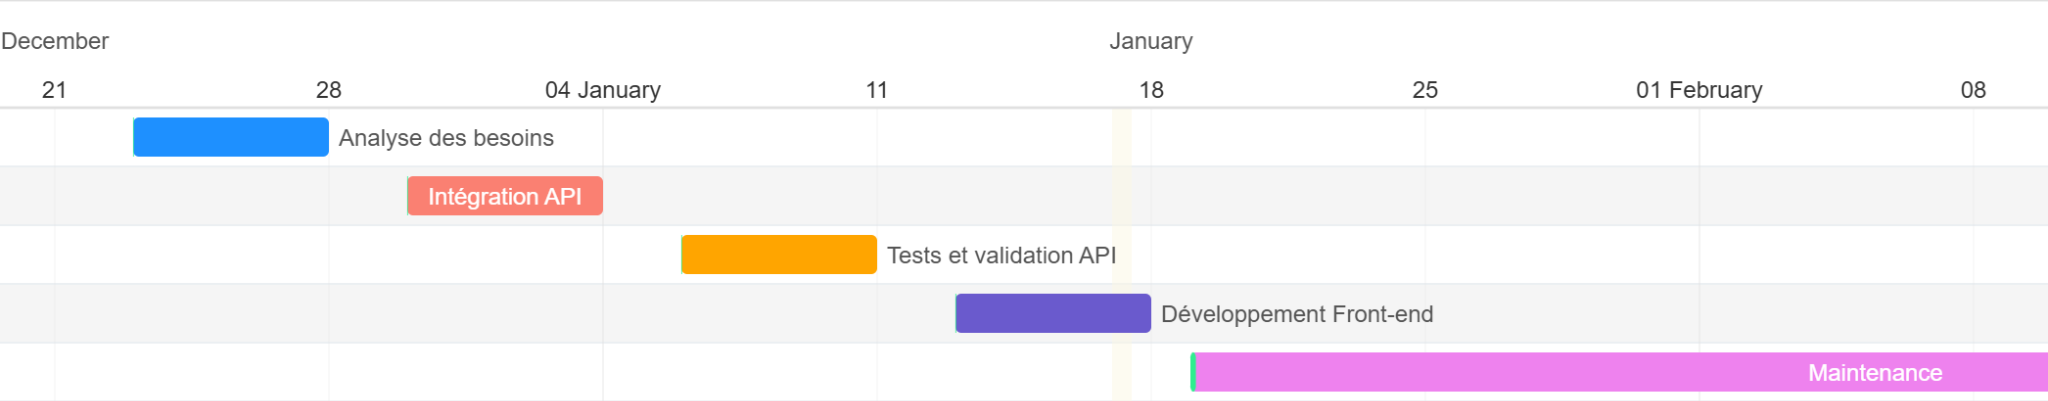 December January
21 28 04 January 11 18 25 01 February 08
Analyse des besoins
Intégration API
Tests et validation API
Développement Front-end
Maintenance